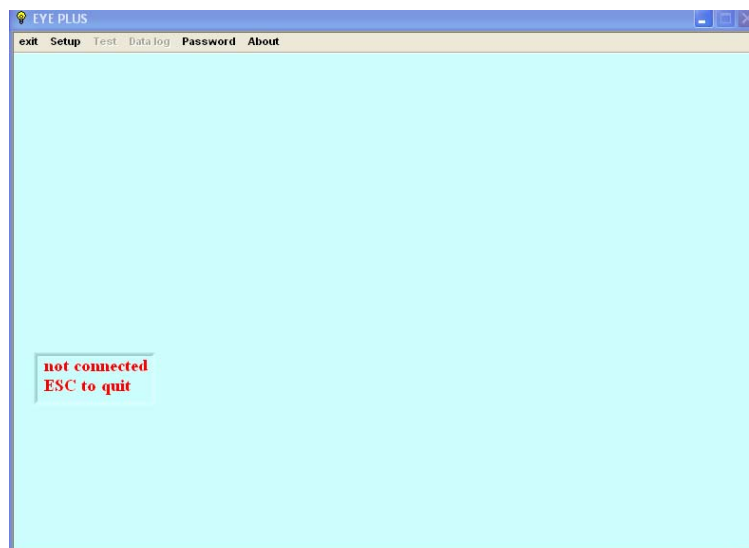 EYE PLUS
exit Setup Test Data log Password About
not connected
ESC to quit